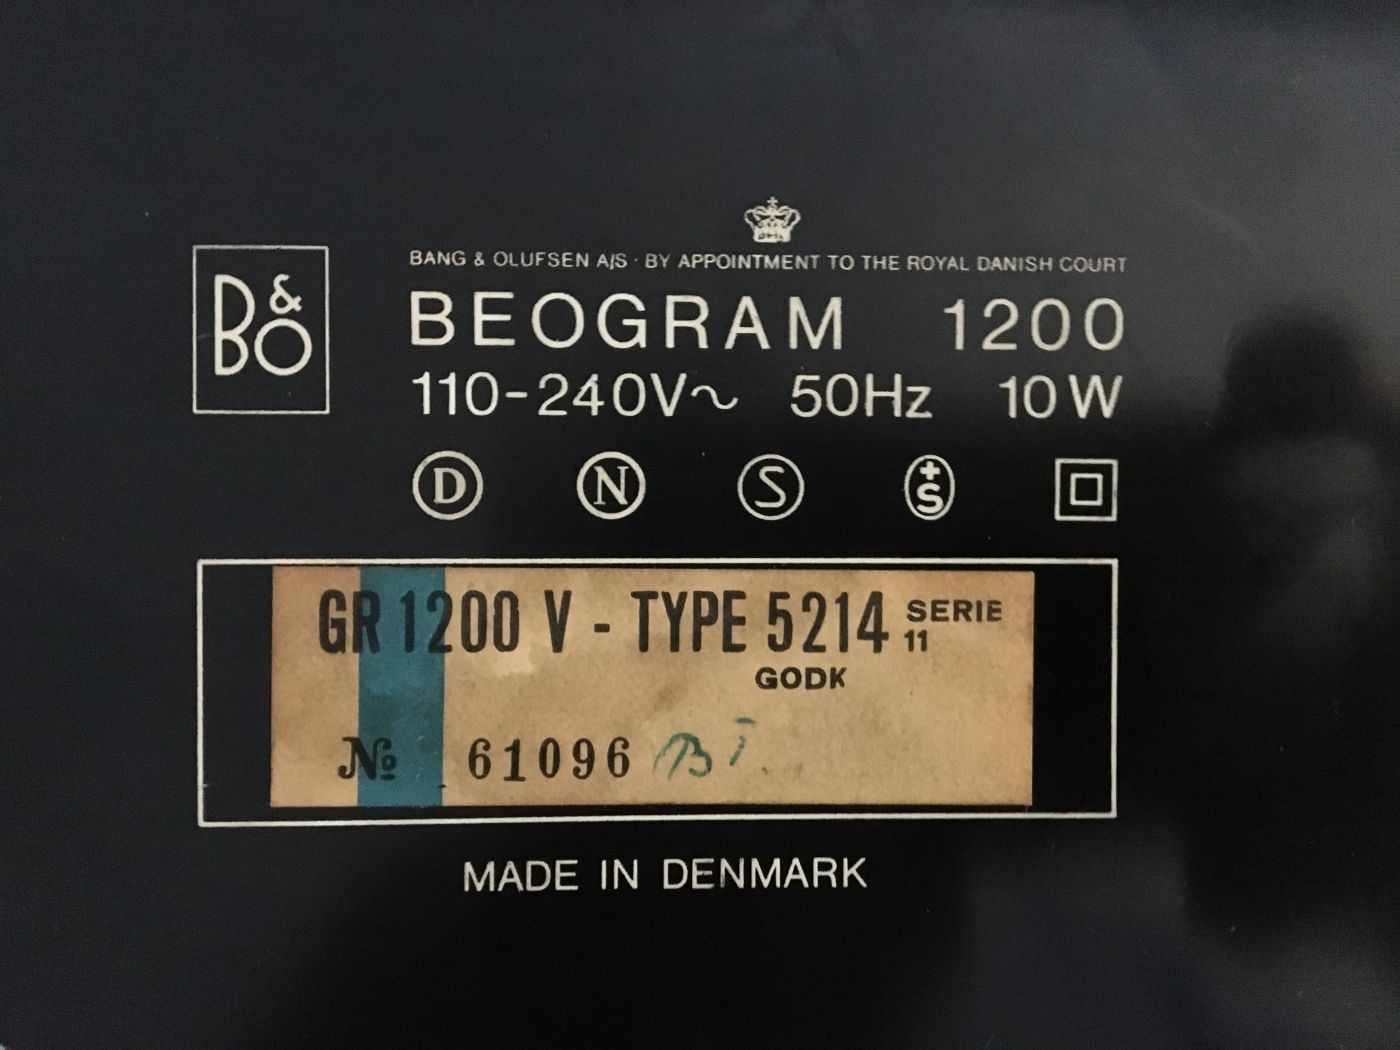 B&O
BANG & OLUFSEN A/S · BY APPOINTMENT TO THE ROYAL DANISH COURT
BEOGRAM 1200
110-240V~ 50Hz 10W
D N S +S
GR 1200 V - TYPE 5214 SERIE 11
GODK
№ 61096 BT.
MADE IN DENMARK